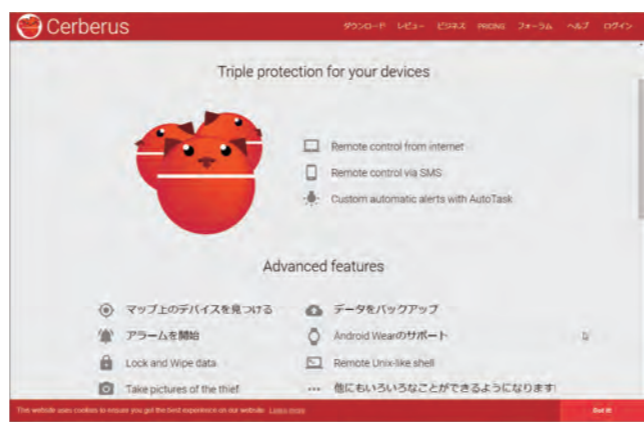 Cerberus
ダウンロード レビュー ビジネス PRICING フォーラム ヘルプ ログイン
Triple protection for your devices
Remote control from internet
Remote control via SMS
Custom automatic alerts with AutoTask
Advanced features
マップ上のデバイスを見つける
データをバックアップ
アラームを開始
Android Wearのサポート
Lock and Wipe data
Remote Unix-like shell
Take pictures of the thief
他にもいろいろなことができるようになります!
This website uses cookies to ensure you get the best experience on our website. Learn more
Got it!